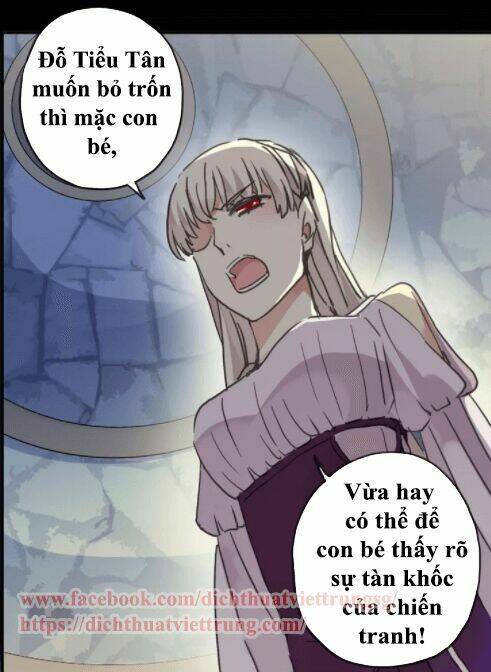 Đỗ Tiểu Tân
muốn bỏ trốn
thì mặc con
bé,
Vừa hay
có thể để
con bé thấy rõ
sự tàn khốc
của chiến
tranh!
www.facebook.com/dichthuatviettrungsg/
https://dichthuatviettrung.com/